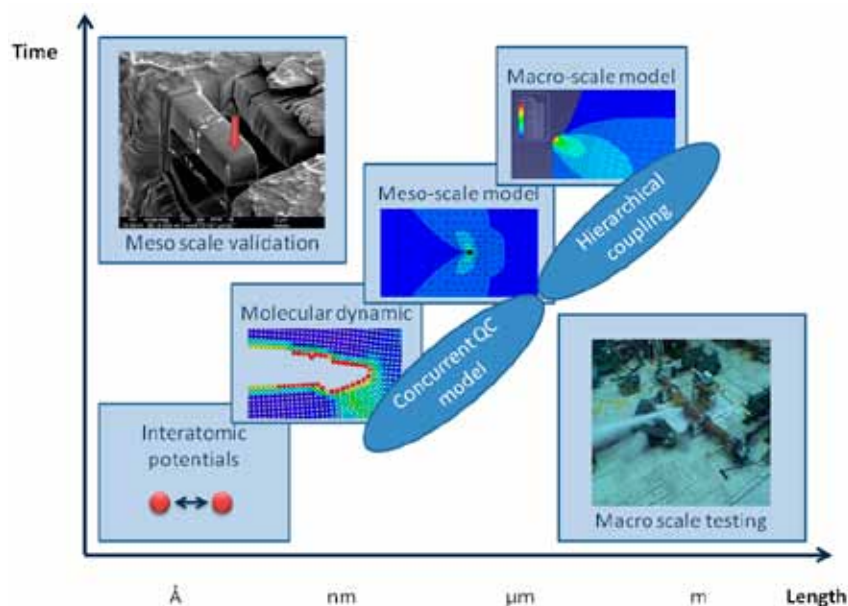 Time
Macro-scale model
Meso-scale model
Hierarchical
coupling
Meso scale validation
Molecular dynamic
Concurrent QC
model
Interatomic
potentials
Macro scale testing
Å
nm
µm
m
Length